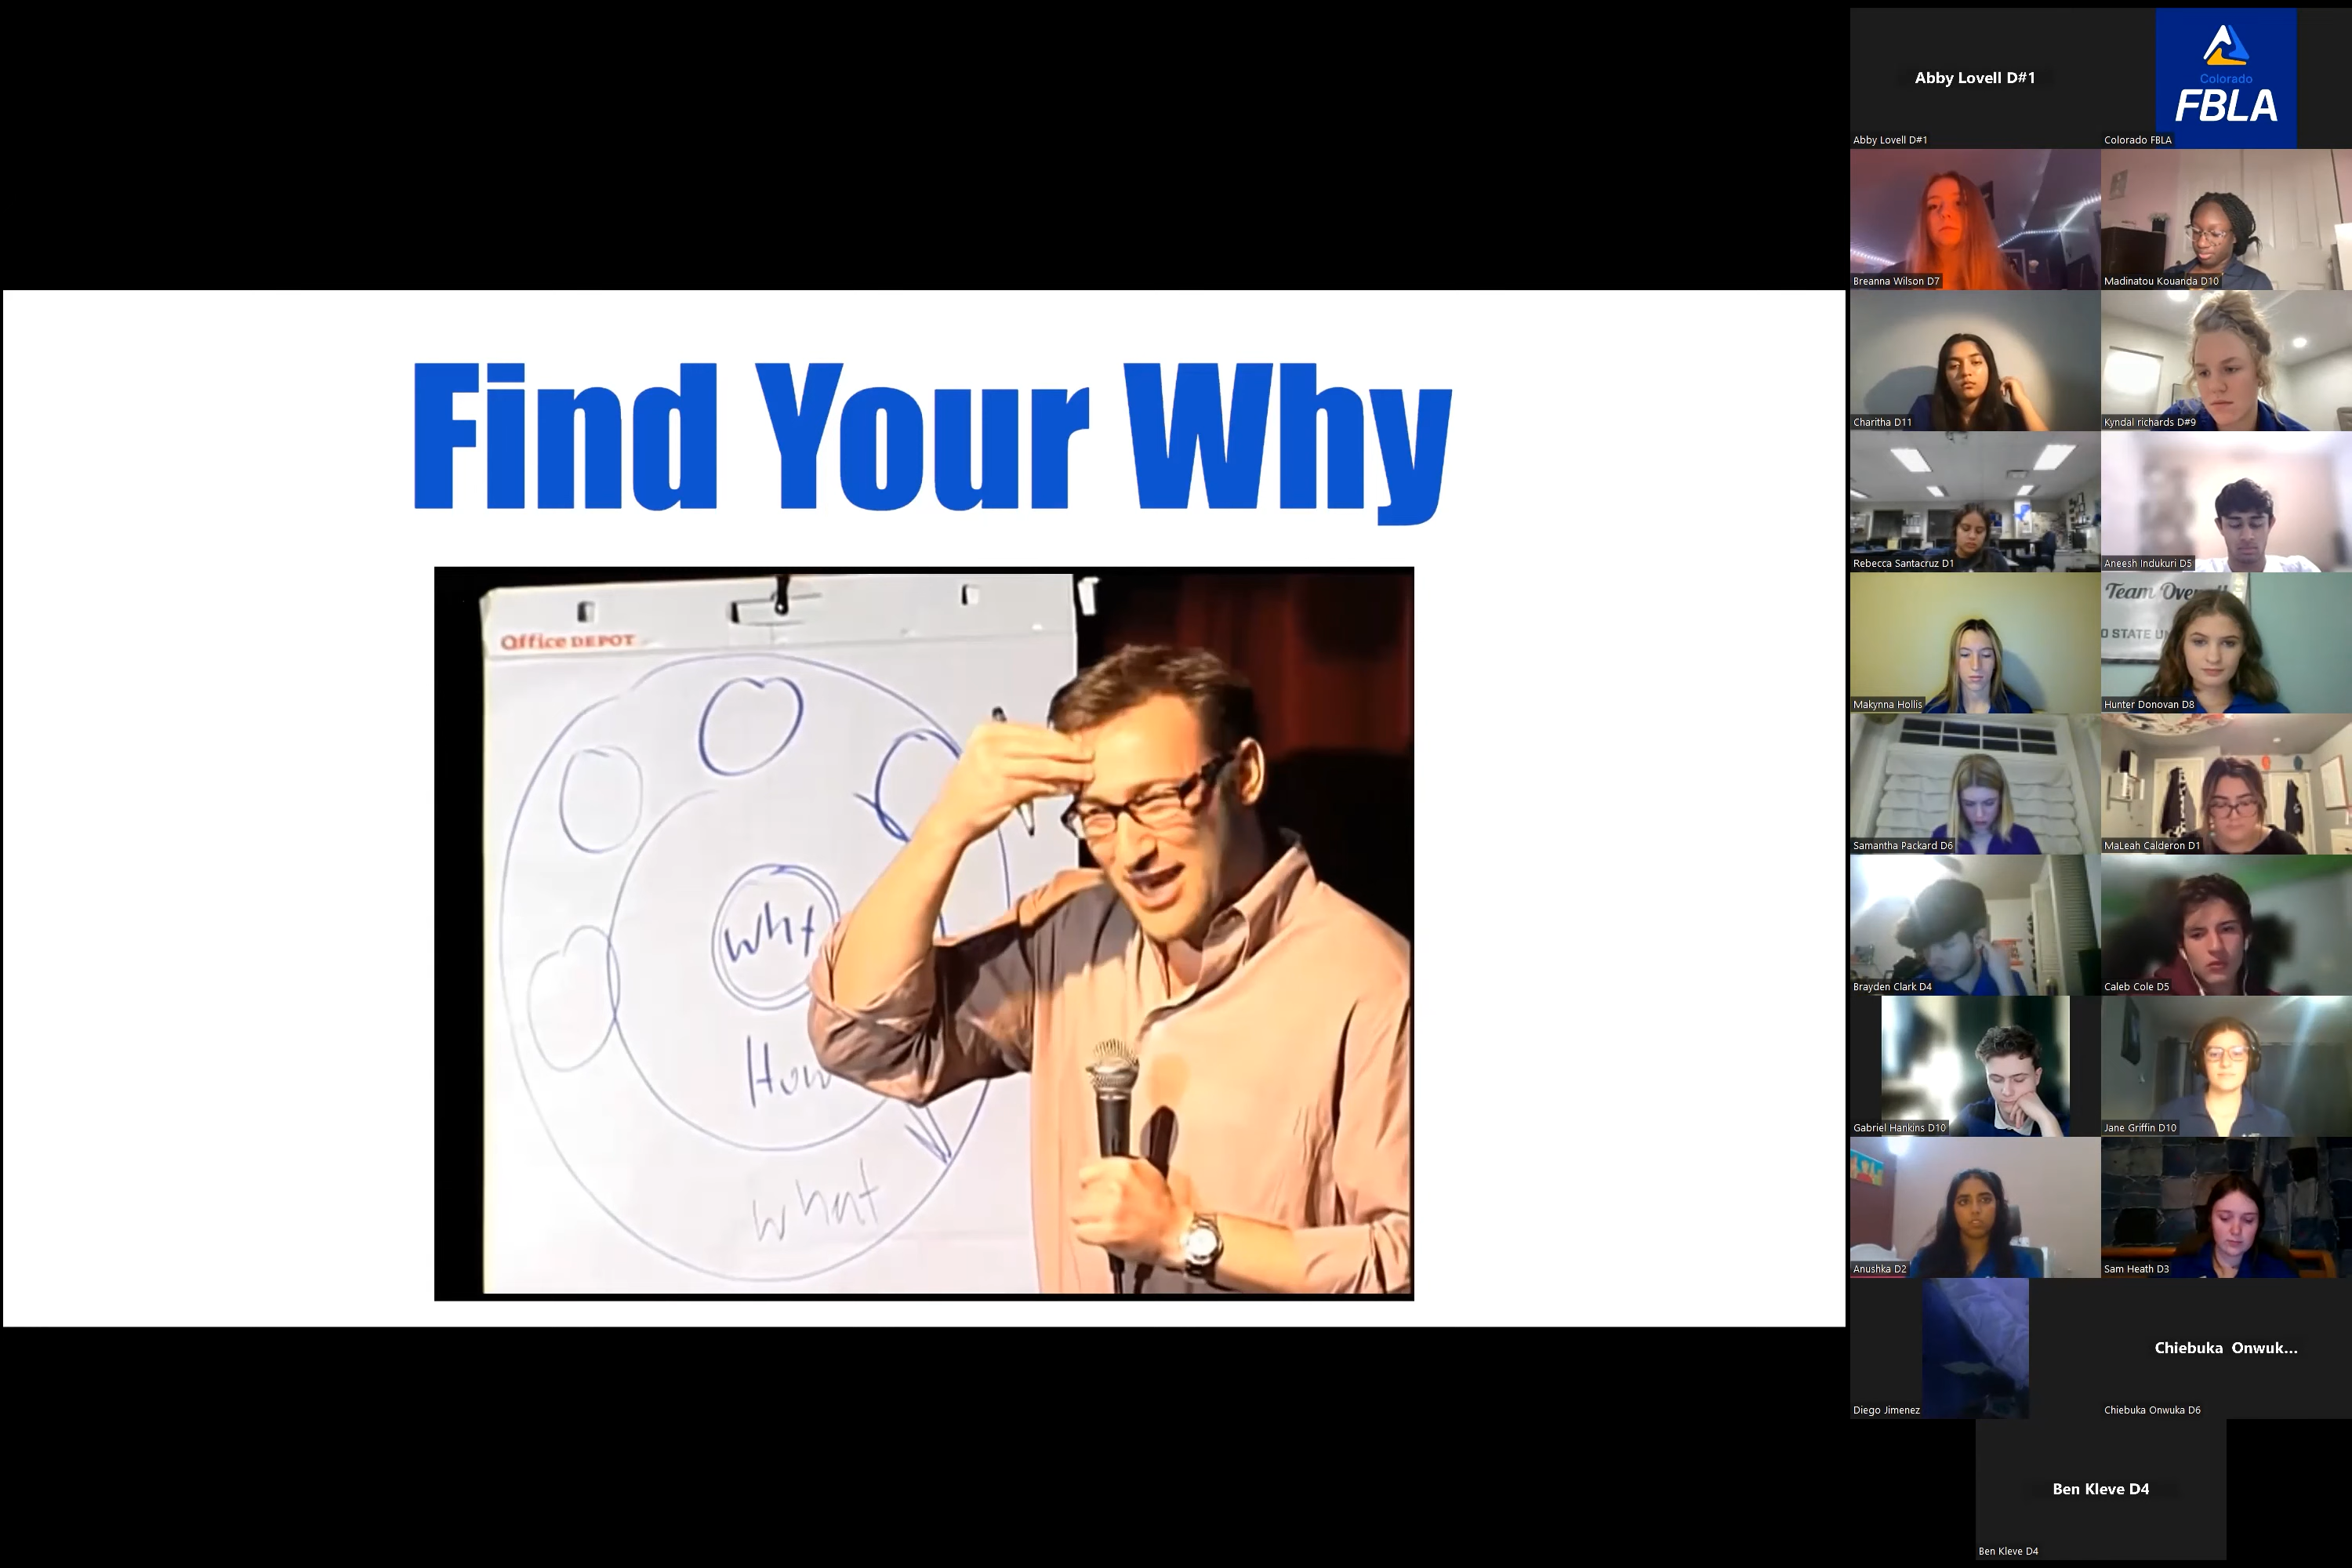 Find Your Why
Office DEPOT
Why
How
what
Abby Lovell D#1
Abby Lovell D#1
Colorado
FBLA
Colorado FBLA
Breanna Wilson D7
Madinatou Kouanda D10
Charitha D11
Kyndal richards D#9
Rebecca Santacruz D1
Aneesh Indukuri D5
Makynna Hollis
Team Over
O STATE UN
Hunter Donovan D8
Samantha Packard D6
MaLeah Calderon D1
Brayden Clark D4
Caleb Cole D5
Gabriel Hankins D10
Jane Griffin D10
Anushka D2
Sam Heath D3
Diego Jimenez
Chiebuka Onwuk...
Chiebuka Onwuka D6
Ben Kleve D4
Ben Kleve D4